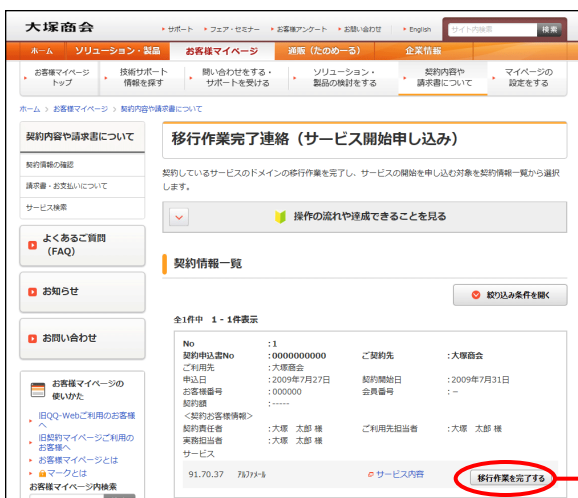 大塚商会
サポート フェア・セミナー お客様アンケート お問い合わせ English サイト内検索 検索
ホーム ソリューション・製品 お客様マイページ 通販（たのめーる） 企業情報
お客様マイページ
トップ
技術サポート
情報を探す
問い合わせをする・
サポートを受ける
ソリューション・
製品の検討をする
契約内容や
請求書について
マイページの
設定をする
ホーム > お客様マイページ > 契約内容や請求書について
契約内容や請求書について
契約情報の確認
請求書・お支払いについて
サービス検索
よくあるご質問
（FAQ）
お知らせ
お問い合わせ
お客様マイページの
使いかた
旧QQ-Webご利用のお客様
へ
旧契約マイページご利用の
お客様へ
お客様マイページとは
マークとは
お客様マイページ内検索
移行作業完了連絡（サービス開始申し込み）
契約しているサービスのドメインの移行作業を完了し、サービスの開始を申し込む対象を契約情報一覧から選択
します。
操作の流れや達成できることを見る
契約情報一覧
絞り込み条件を開く
全1件中 1 - 1件表示
No :1
契約申込書No :0000000000 ご契約先 :大塚商会
ご利用先 :大塚商会
申込日 :2009年7月27日 契約開始日 :2009年7月31日
お客様番号 :000000 会員番号 :－
契約額 :-----
＜契約お客様情報＞
契約責任者 :大塚 太郎 様 ご利用先担当者 :大塚 太郎 様
実務担当者 :大塚 太郎 様
サービス
91.70.37 ｱﾙﾌｧﾒｰﾙ サービス内容 移行作業を完了する